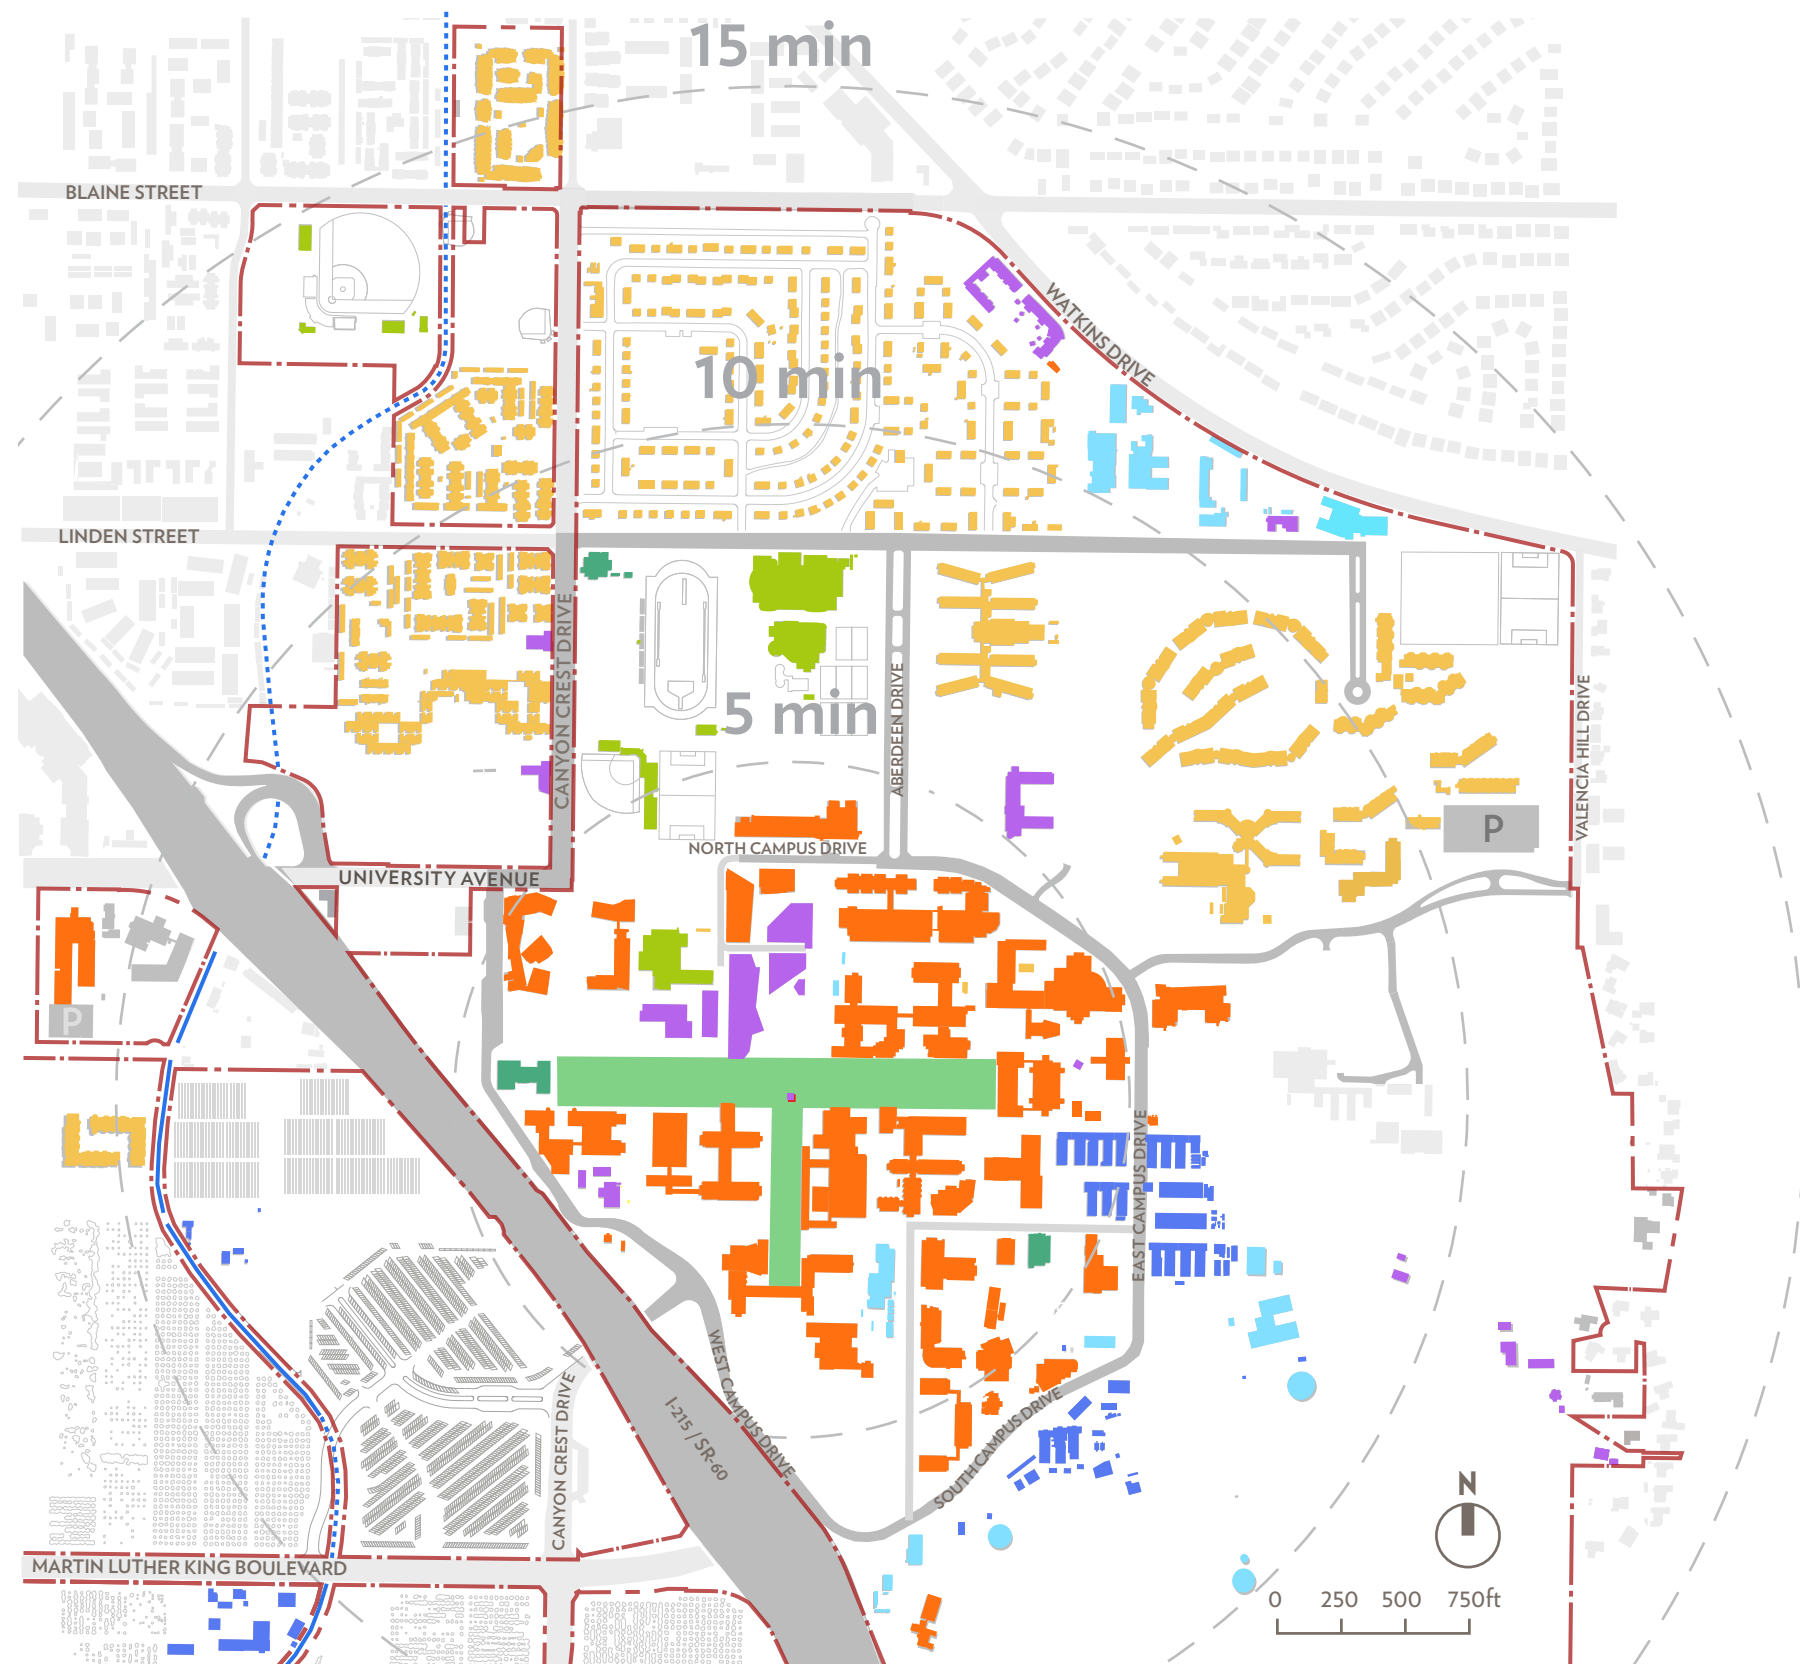 15 min
BLAINE STREET
WATKINS DRIVE
10 min
LINDEN STREET
CANYON CREST DRIVE
ABERDEEN DRIVE
5 min
VALENCIA HILL DRIVE
P
NORTH CAMPUS DRIVE
UNIVERSITY AVENUE
P
EAST CAMPUS DRIVE
WEST CAMPUS DRIVE
I-215 / SR-60
CANYON CREST DRIVE
SOUTH CAMPUS DRIVE
N
MARTIN LUTHER KING BOULEVARD
0 250 500 750ft